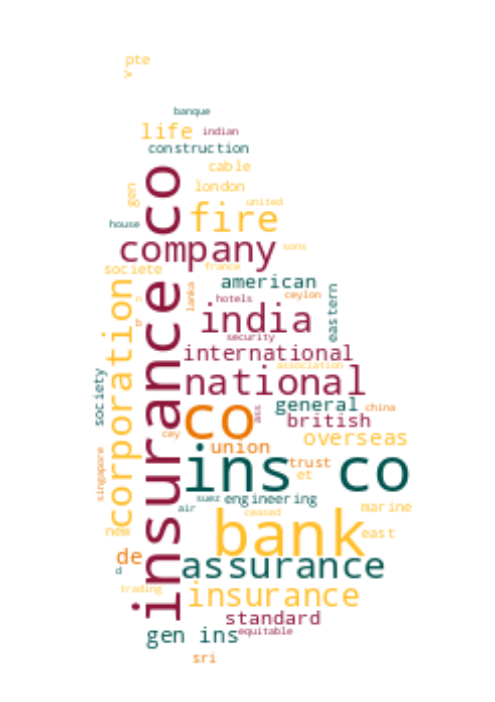 pte
v
banque
life
indian
construction
cable
gen
london
united
house
fire
insurance co
company
sons
societe
france
american
lanka
hotels
ceylon
eastern
corporation
india
security
international
association
national
society
co
ass
general
china
british
cey
union
overseas
singapore
ins co
trust
et
suez
engineering
air
marine
new
ceased
bank
east
de
d
assurance
trading
insurance
standard
gen ins
equitable
sri